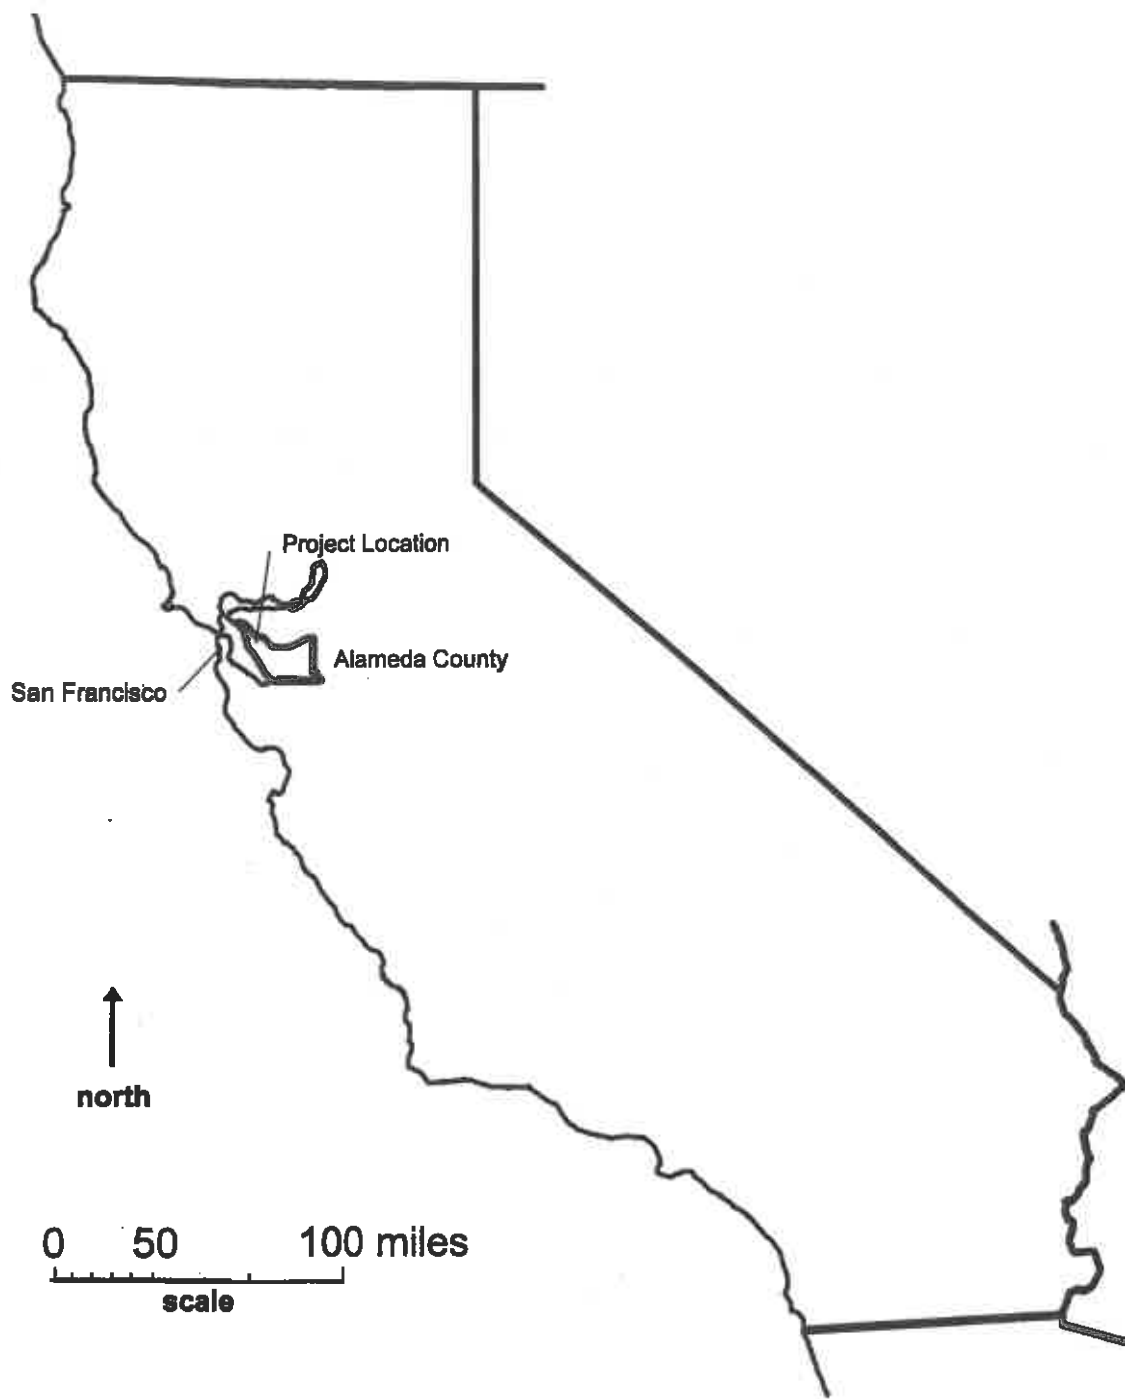 Project Location
Alameda County
San Francisco
north
0 50 100 miles
scale